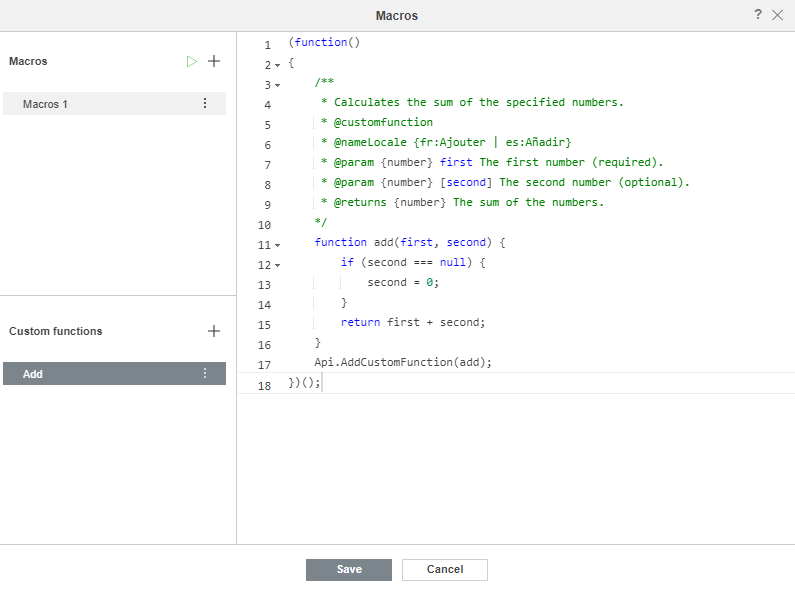 Macros
?
Macros
Macros 1
Custom functions
Add
1 (function()
2 {
3 /**
4 * Calculates the sum of the specified numbers.
5 * @customfunction
6 * @nameLocale {fr:Ajouter | es:Añadir}
7 * @param {number} first The first number (required).
8 * @param {number} [second] The second number (optional).
9 * @returns {number} The sum of the numbers.
10 */
11 function add(first, second) {
12 if (second === null) {
13 second = 0;
14 }
15 return first + second;
16 }
17 Api.AddCustomFunction(add);
18 })();
Save
Cancel